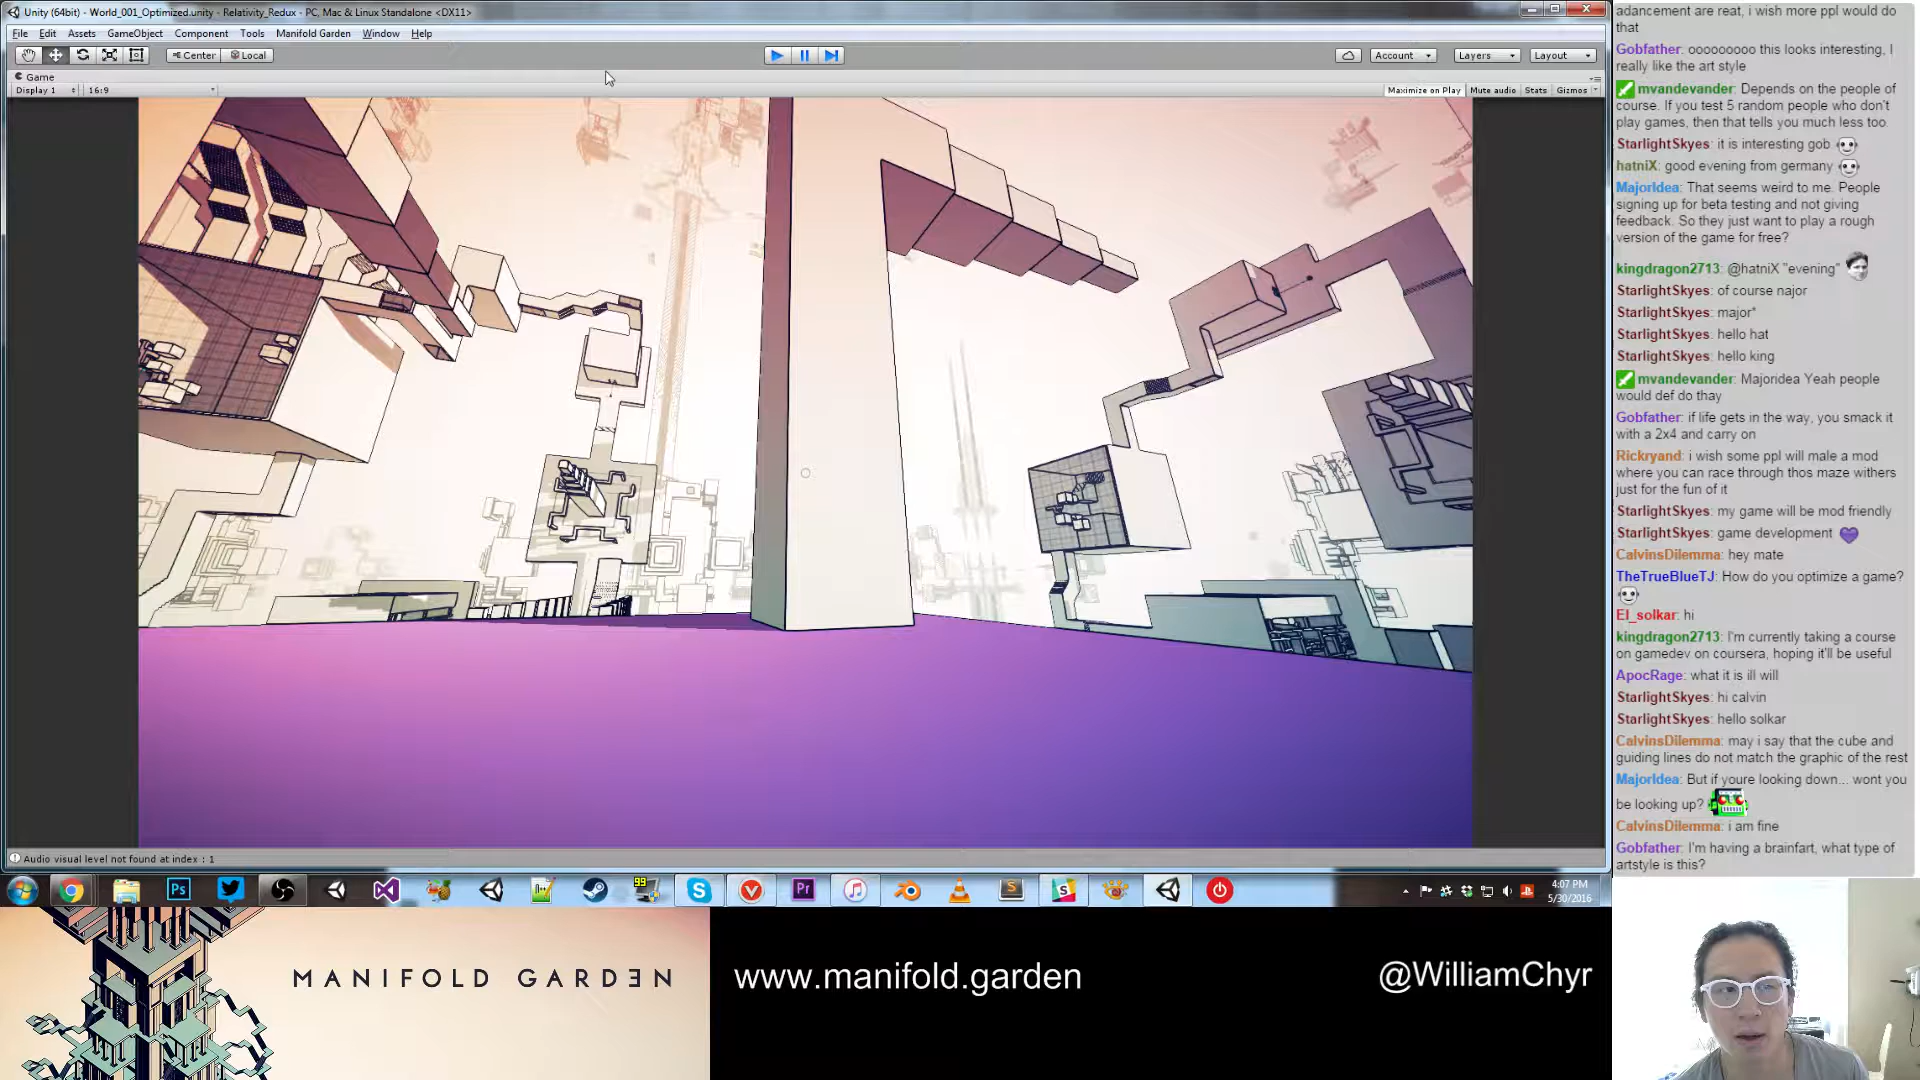 Unity (64bit) - World_001_Optimized.unity - Relativity_Redux - PC, Mac & Linux Standalone <DX11>
File Edit Assets GameObject Component Tools Manifold Garden Window Help
Center Local Account Layers Layout
Game
Display 1 16:9 Maximize on Play Mute audio Stats Gizmos
Audio visual level not found at index : 1
99
4:07 PM
5/30/2016
MANIFOLD GARDƎN
www.manifold.garden
@WilliamChyr
adancement are reat, i wish more ppl would do
that
Gobfather: ooooooooo this looks interesting, I
really like the art style
mvandevander: Depends on the people of
course. If you test 5 random people who don't
play games, then that tells you much less too.
StarlightSkyes: it is interesting gob
hatniX: good evening from germany
MajorIdea: That seems weird to me. People
signing up for beta testing and not giving
feedback. So they just want to play a rough
version of the game for free?
kingdragon2713: @hatniX "evening"
StarlightSkyes: of course najor
StarlightSkyes: major*
StarlightSkyes: hello hat
StarlightSkyes: hello king
mvandevander: Majoridea Yeah people
would def do thay
Gobfather: if life gets in the way, you smack it
with a 2x4 and carry on
Rickryand: i wish some ppl will male a mod
where you can race through thos maze withers
just for the fun of it
StarlightSkyes: my game will be mod friendly
StarlightSkyes: game development
CalvinsDilemma: hey mate
TheTrueBlueTJ: How do you optimize a game?
El_solkar: hi
kingdragon2713: I'm currently taking a course
on gamedev on coursera, hoping it'll be useful
ApocRage: what it is ill will
StarlightSkyes: hi calvin
StarlightSkyes: hello solkar
CalvinsDilemma: may i say that the cube and
guiding lines do not match the graphic of the rest
MajorIdea: But if youre looking down... wont you
be looking up?
CalvinsDilemma: i am fine
Gobfather: I'm having a brainfart, what type of
artstyle is this?